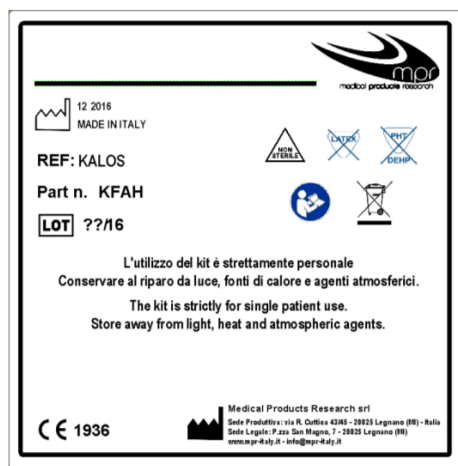 mpr
medical products research
12 2016
MADE IN ITALY
NON
STERILE
LATEX
PHT
DEHP
REF: KALOS
Part n. KFAH
LOT ??/16
L'utilizzo del kit è strettamente personale
Conservare al riparo da luce, fonti di calore e agenti atmosferici.
The kit is strictly for single patient use.
Store away from light, heat and atmospheric agents.
CE 1936
Medical Products Research srl
Sede Produttiva: via R. Cuttica 43/45 - 20025 Legnano (MI) - Italia
Sede Legale: P.zza San Magno, 7 - 20025 Legnano (MI)
www.mpr-italy.it - info@mpr-italy.it